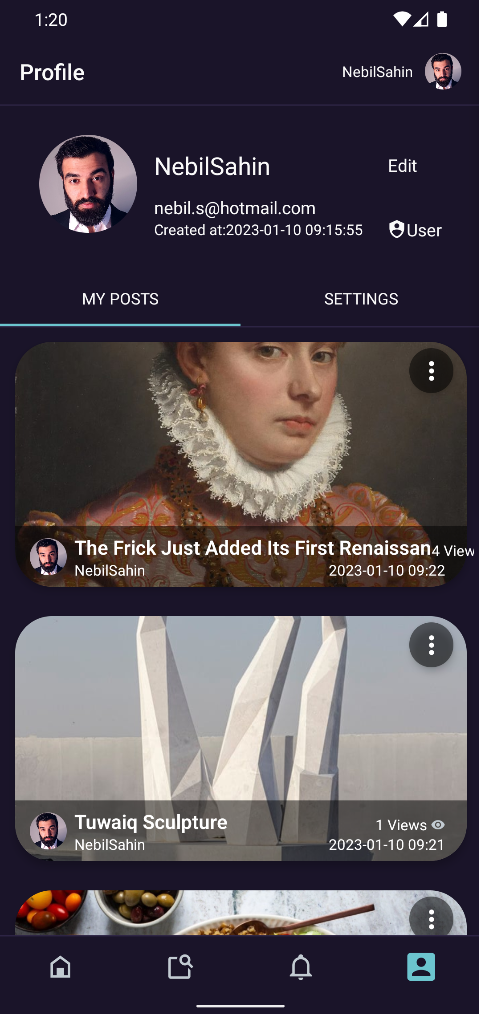 1:20
Profile
NebilSahin
NebilSahin
Edit
nebil.s@hotmail.com
Created at:2023-01-10 09:15:55
User
MY POSTS
SETTINGS
The Frick Just Added Its First Renaissan4 View
NebilSahin
2023-01-10 09:22
Tuwaiq Sculpture
1 Views
NebilSahin
2023-01-10 09:21